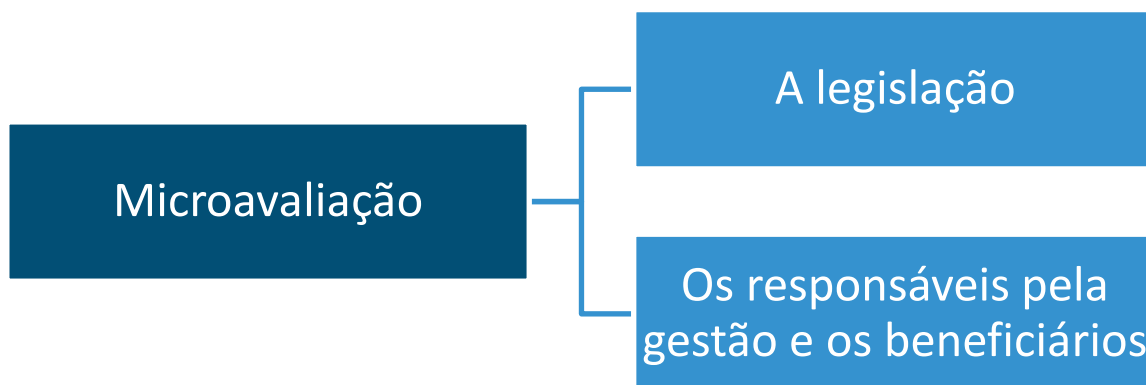 Microavaliação
A legislação
Os responsáveis pela
gestão e os beneficiários